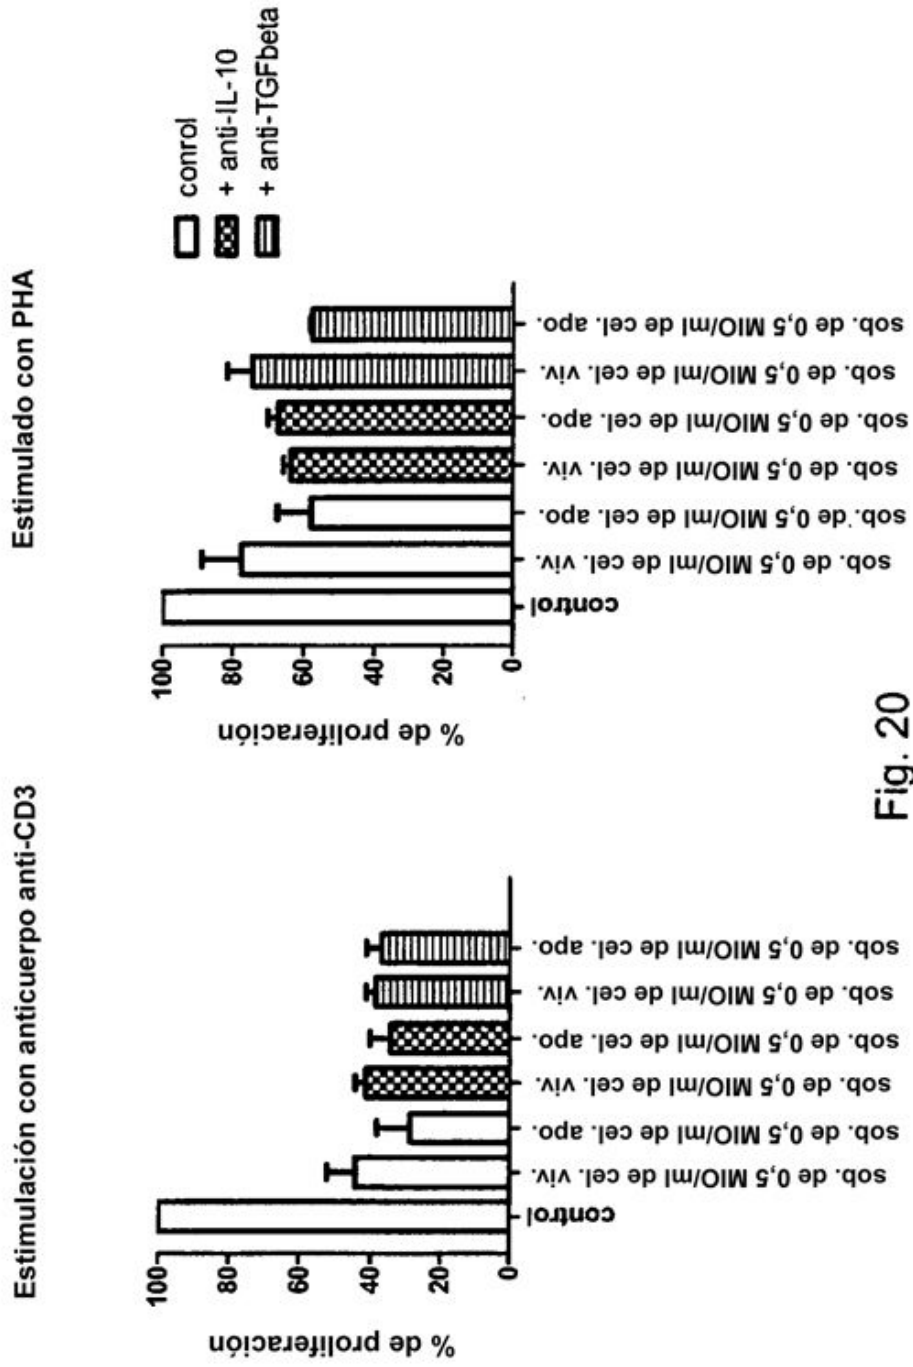 Estimulación con anticuerpo anti-CD3
% de proliferación
100
80
60
40
20
0
control
sob. de 0,5 MIO/ml de cel. viv.
sob. de 0,5 MIO/ml de cel. apo.
sob. de 0,5 MIO/ml de cel. viv.
sob. de 0,5 MIO/ml de cel. apo.
sob. de 0,5 MIO/ml de cel. viv.
sob. de 0,5 MIO/ml de cel. apo.
Estimulado con PHA
% de proliferación
100
80
60
40
20
0
control
sob. de 0,5 MIO/ml de cel. viv.
sob. de 0,5 MIO/ml de cel. apo.
sob. de 0,5 MIO/ml de cel. viv.
sob. de 0,5 MIO/ml de cel. apo.
sob. de 0,5 MIO/ml de cel. viv.
sob. de 0,5 MIO/ml de cel. apo.
conrol
+ anti-IL-10
+ anti-TGFbeta
Fig. 20